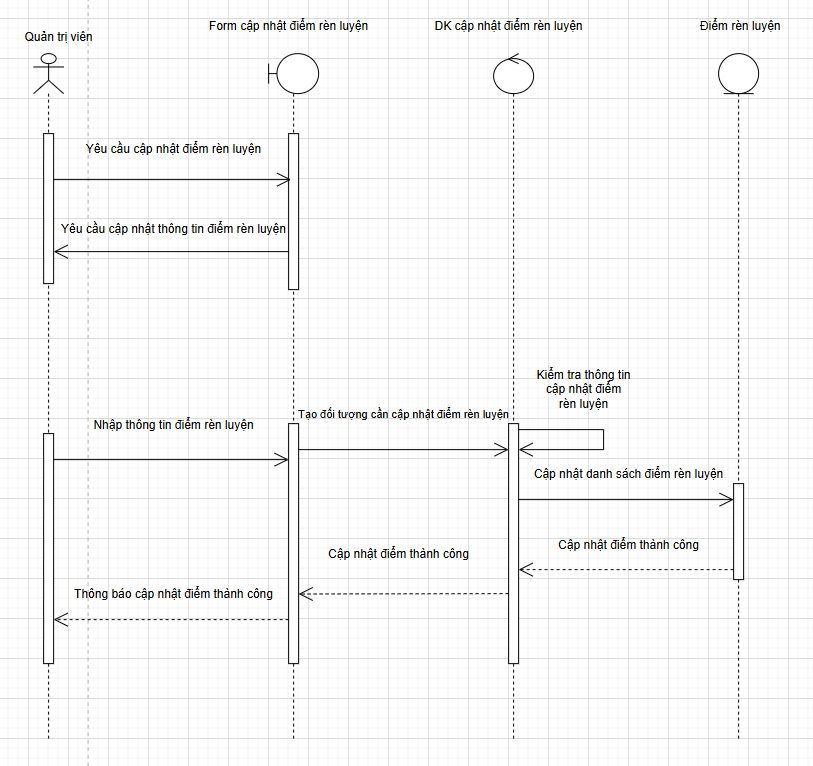 Form cập nhật điểm rèn luyện
DK cập nhật điểm rèn luyện
Điểm rèn luyện
Quản trị viên
Yêu cầu cập nhật điểm rèn luyện
Yêu cầu cập nhật thông tin điểm rèn luyện
Kiểm tra thông tin
cập nhật điểm
rèn luyện
Tạo đối tượng cần cập nhật điểm rèn luyện
Nhập thông tin điểm rèn luyện
Cập nhật danh sách điểm rèn luyện
Cập nhật điểm thành công
Cập nhật điểm thành công
Thông báo cập nhật điểm thành công